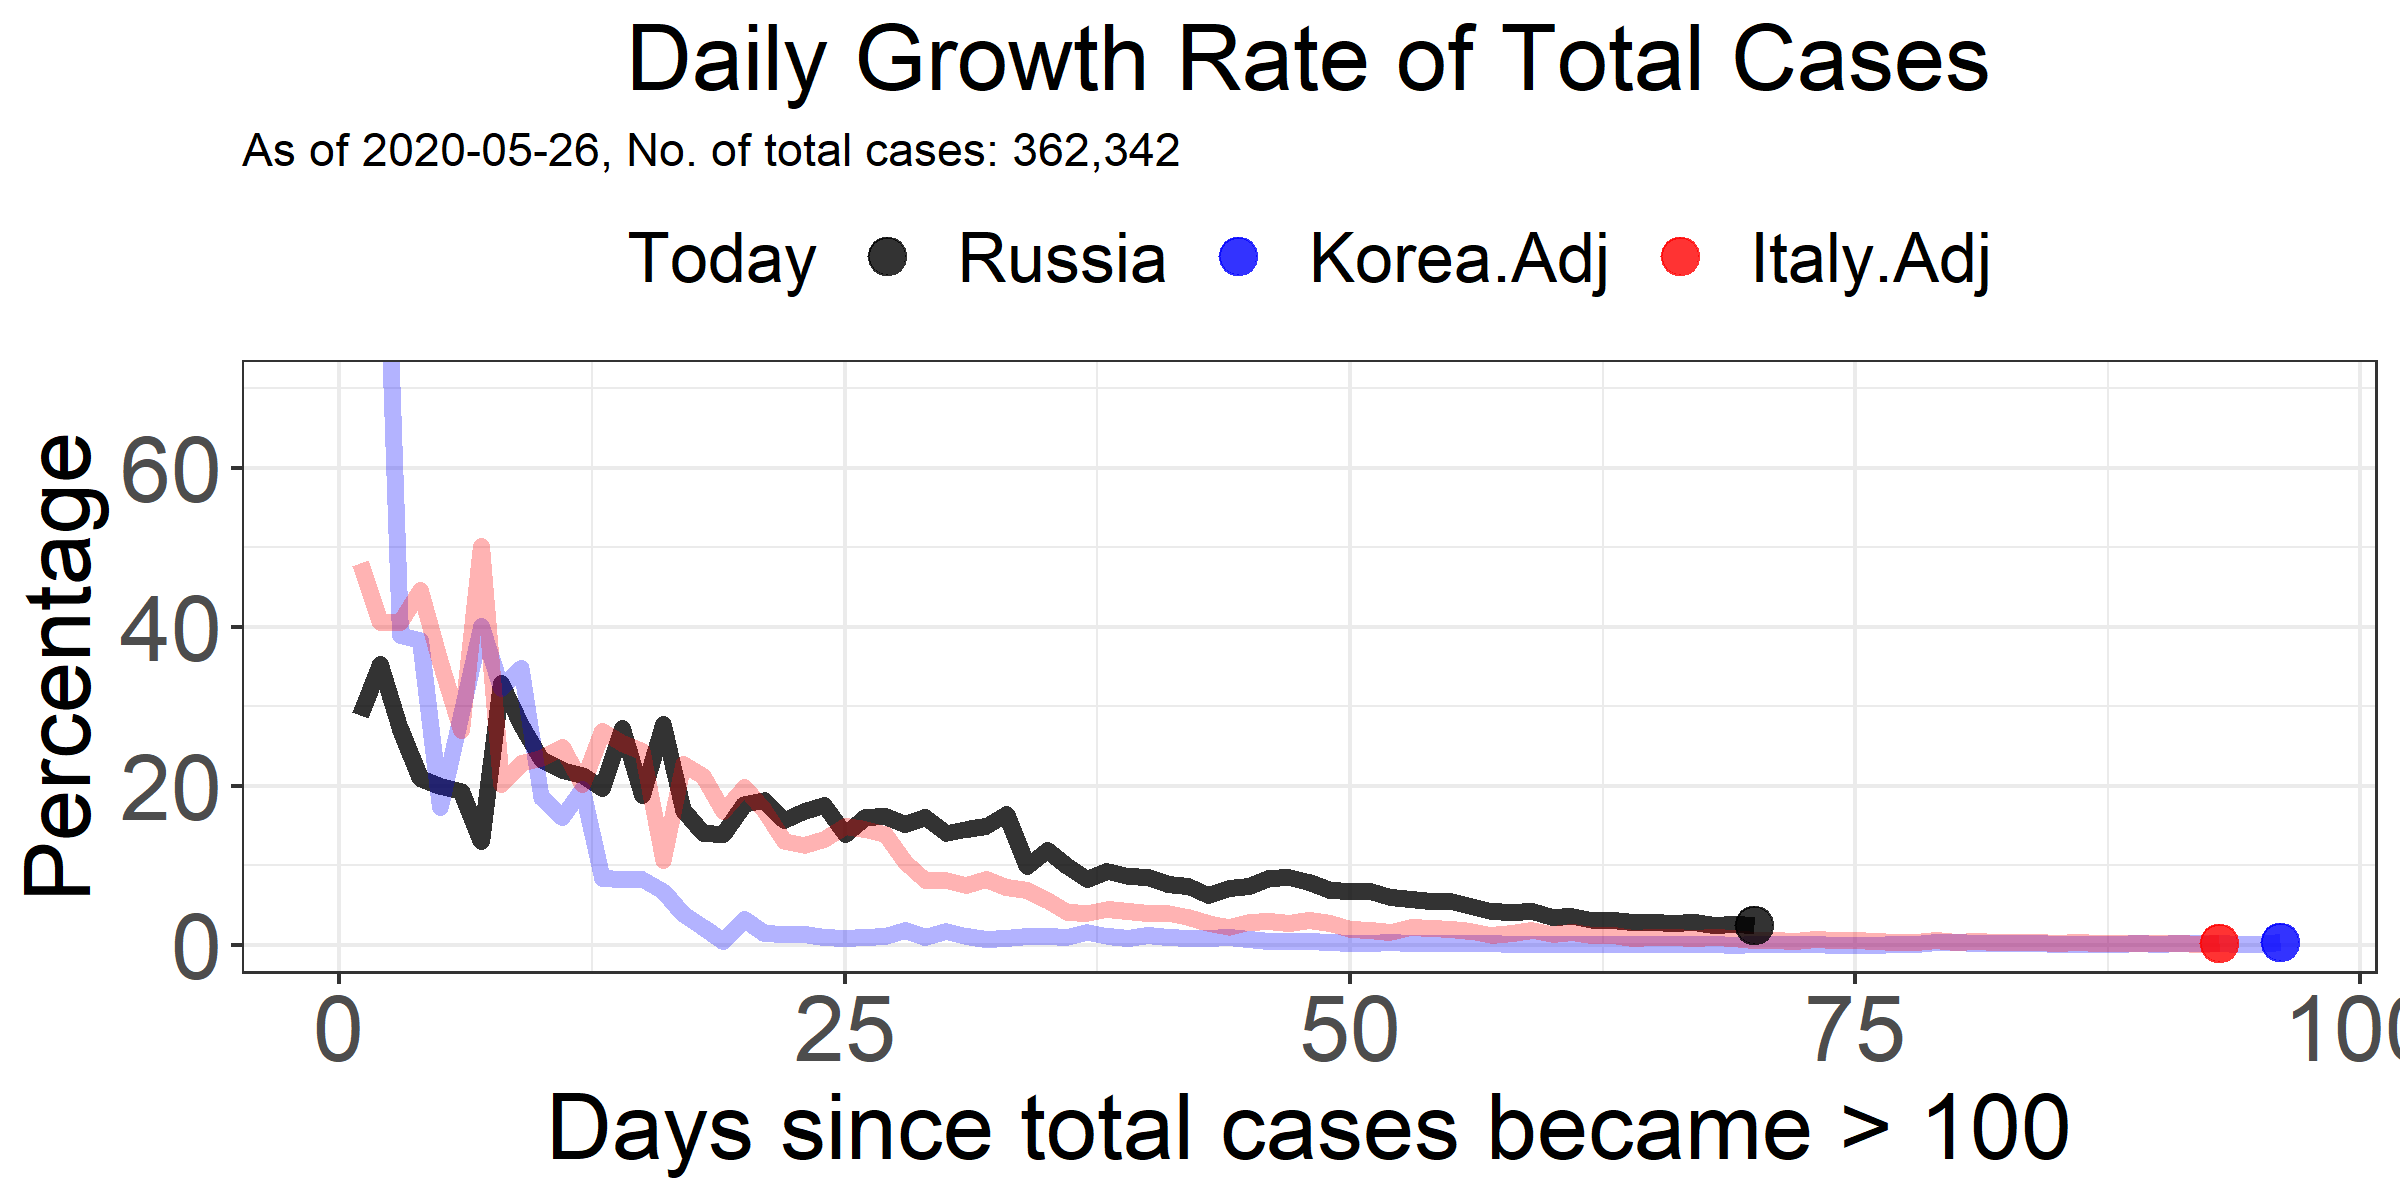 Daily Growth Rate of Total Cases
As of 2020-05-26, No. of total cases: 362,342
Today Russia Korea.Adj Italy.Adj
Percentage
60
40
20
0
0 25 50 75 100
Days since total cases became > 100